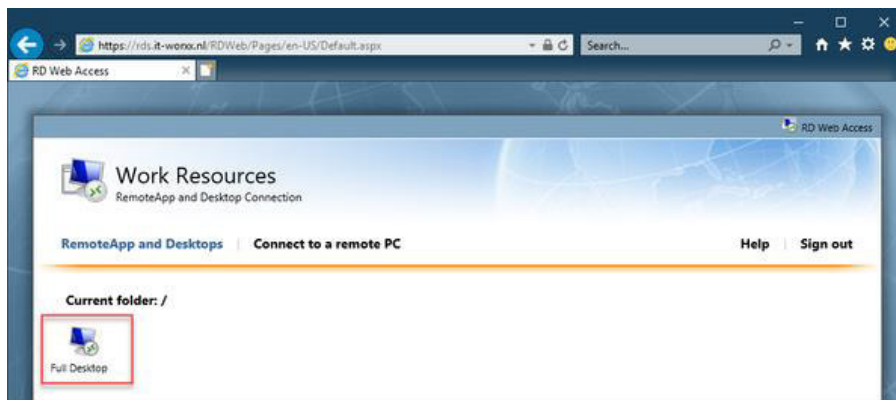 https://rds.it-worxx.nl/RDWeb/Pages/en-US/Default.aspx
Search...
RD Web Access
RD Web Access
Work Resources
RemoteApp and Desktop Connection
RemoteApp and Desktops
Connect to a remote PC
Help
Sign out
Current folder: /
Full Desktop